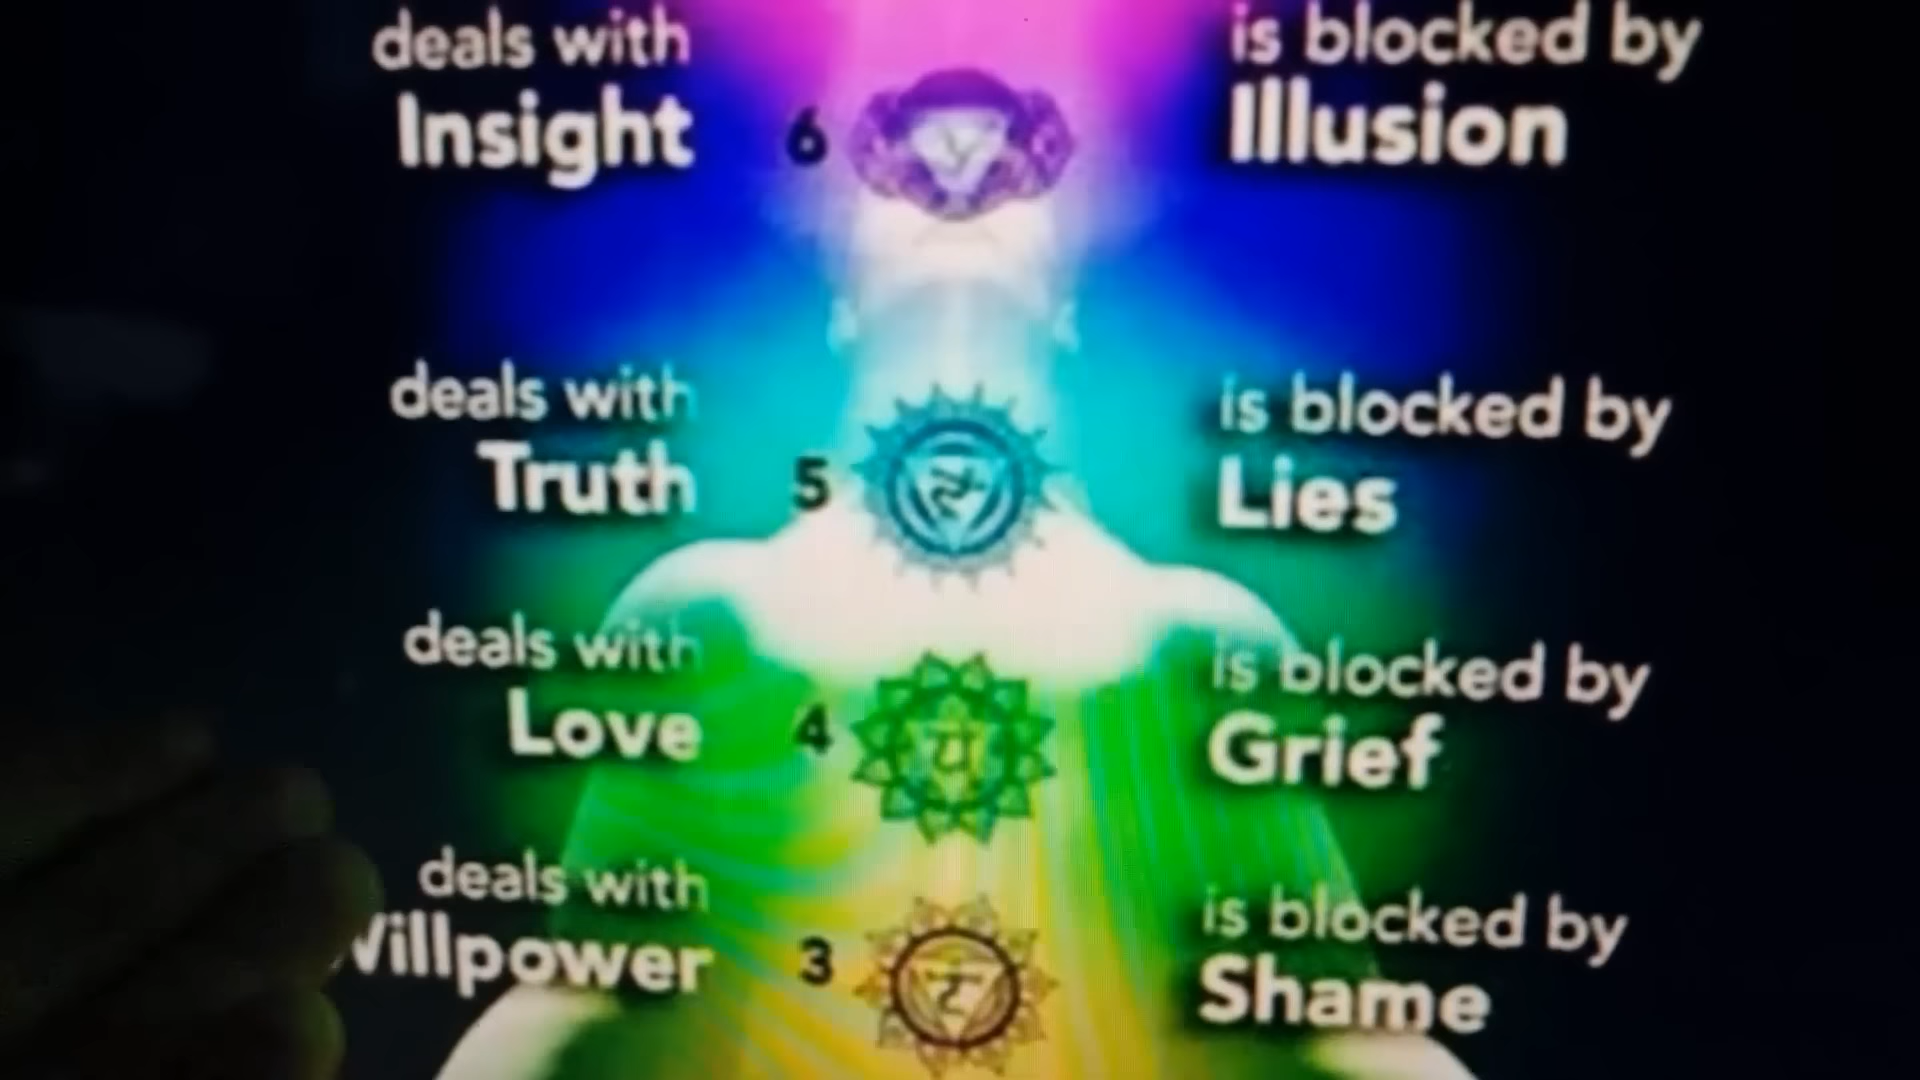 deals with
Insight
6
is blocked by
Illusion
deals with
Truth
5
is blocked by
Lies
deals with
Love
4
य
is blocked by
Grief
deals with
Willpower
3
is blocked by
Shame